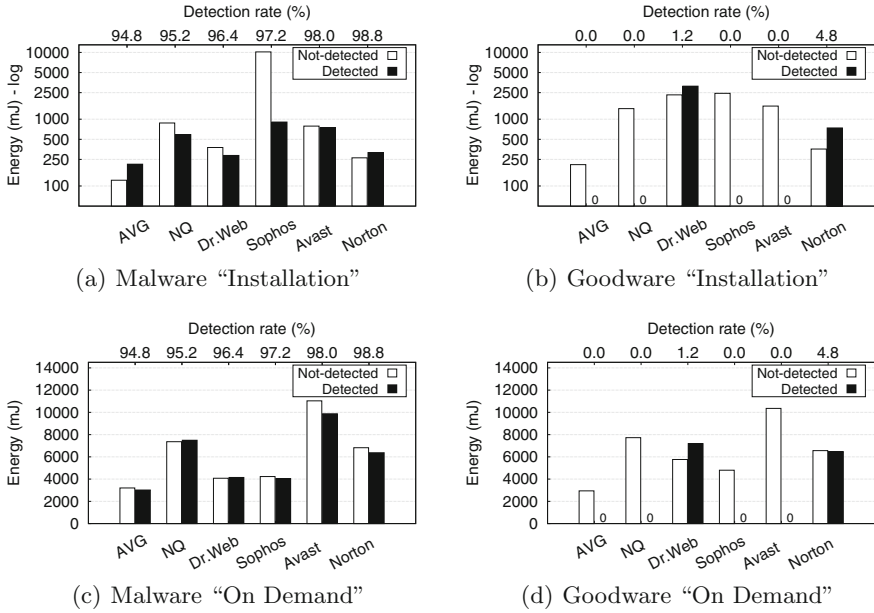 Detection rate (%)
94.8 95.2 96.4 97.2 98.0 98.8
Energy (mJ) - log
10000
5000
2500
1000
500
250
100
Not-detected
Detected
AVG NQ Dr.Web Sophos Avast Norton
(a) Malware “Installation”
Detection rate (%)
0.0 0.0 1.2 0.0 0.0 4.8
Energy (mJ) - log
10000
5000
2500
1000
500
250
100
Not-detected
Detected
0 0 0 0
AVG NQ Dr.Web Sophos Avast Norton
(b) Goodware “Installation”
Detection rate (%)
94.8 95.2 96.4 97.2 98.0 98.8
Energy (mJ)
14000
12000
10000
8000
6000
4000
2000
0
Not-detected
Detected
AVG NQ Dr.Web Sophos Avast Norton
(c) Malware “On Demand”
Detection rate (%)
0.0 0.0 1.2 0.0 0.0 4.8
Energy (mJ)
14000
12000
10000
8000
6000
4000
2000
0
Not-detected
Detected
0 0 0 0
AVG NQ Dr.Web Sophos Avast Norton
(d) Goodware “On Demand”